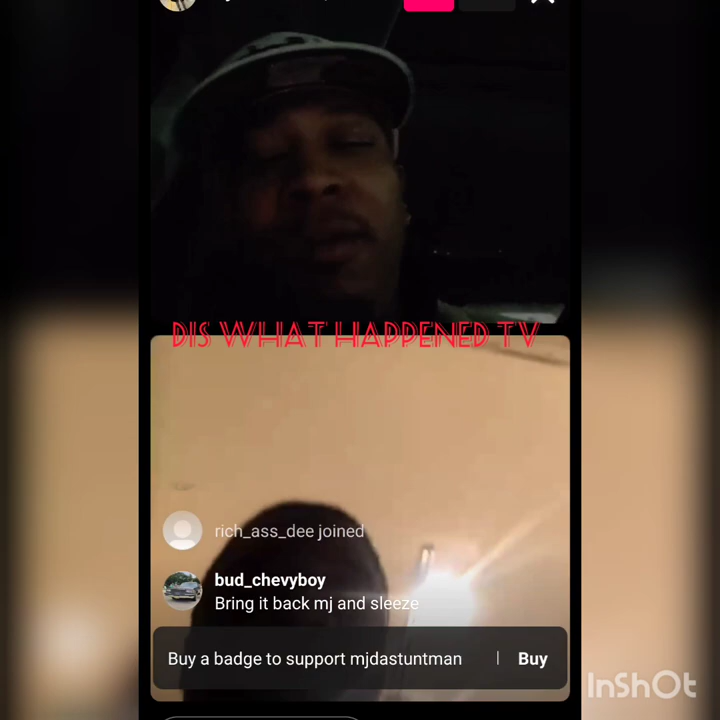 DIS WHAT HAPPENED TV
rich_ass_dee joined
bud_chevyboy
Bring it back mj and sleeze
Buy a badge to support mjdastuntman | Buy
InShOt